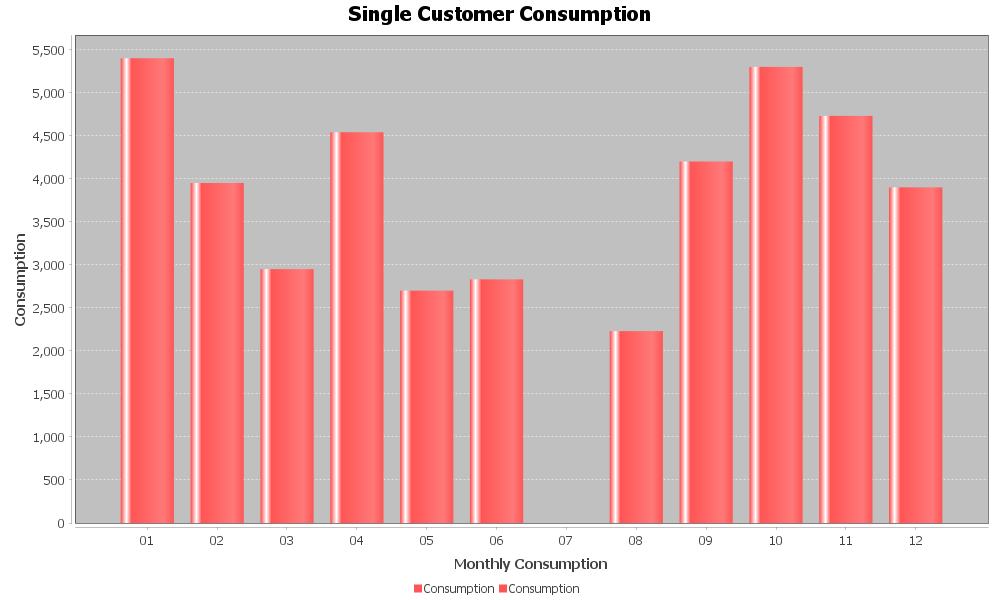 Single Customer Consumption
5,500
5,000
4,500
4,000
3,500
3,000
2,500
2,000
1,500
1,000
500
0
Consumption
01 02 03 04 05 06 07 08 09 10 11 12
Monthly Consumption
Consumption Consumption